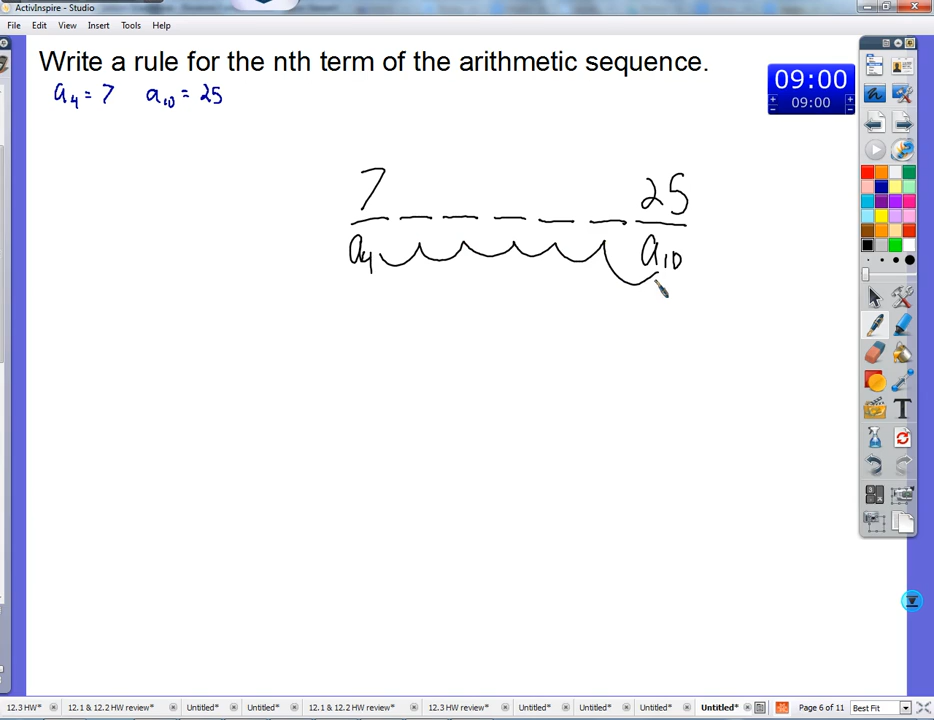 ActivInspire - Studio
File Edit View Insert Tools Help
Write a rule for the nth term of the arithmetic sequence.
a₄ = 7 a₁₀ = 25
09:00
09:00
7 25
a₄ a₁₀
T
12.3 HW* 12.1 & 12.2 HW review* Untitled* Untitled* 12.1 & 12.2 HW review* 12.3 HW review* Untitled* Untitled* Untitled* Untitled* Page 6 of 11 Best Fit